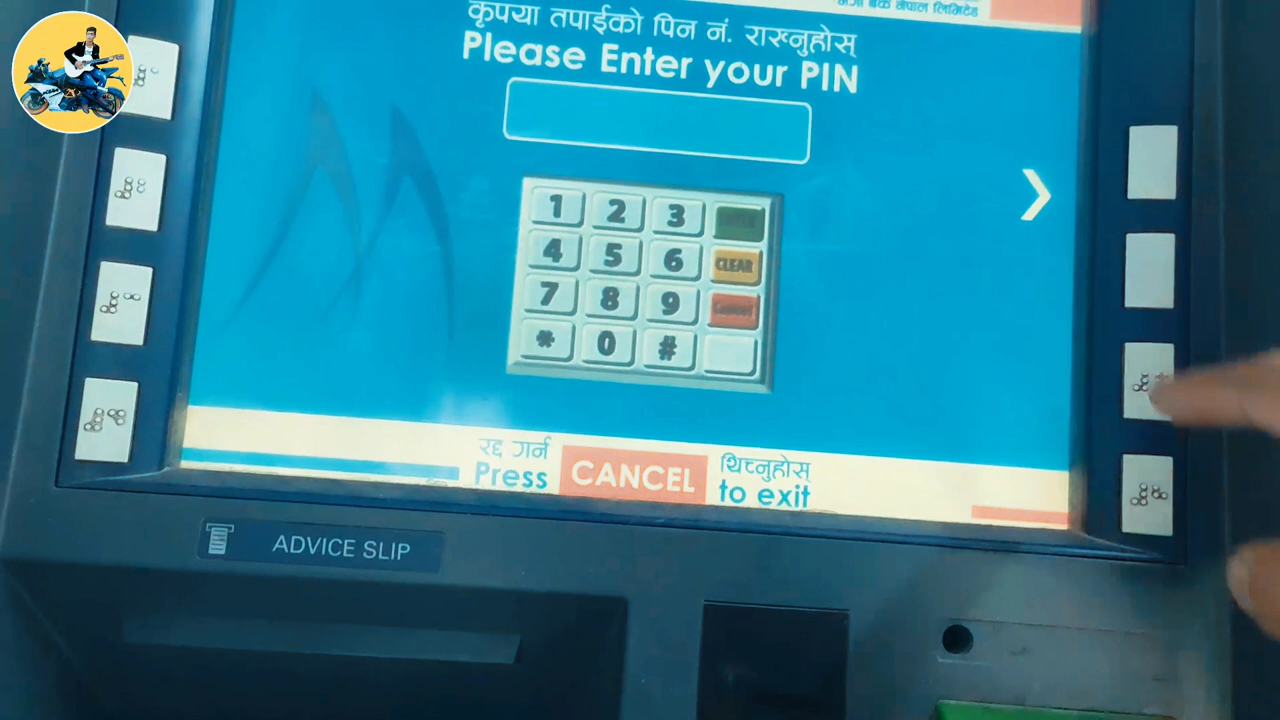 मेगा बैंक नेपाल लिमिटेड
कृपया तपाईको पिन नं. राख्नुहोस्
Please Enter your PIN
1 2 3
4 5 6 CLEAR
7 8 9
* 0 #
रद्द गर्न
Press CANCEL थिच्नुहोस्
to exit
ADVICE SLIP